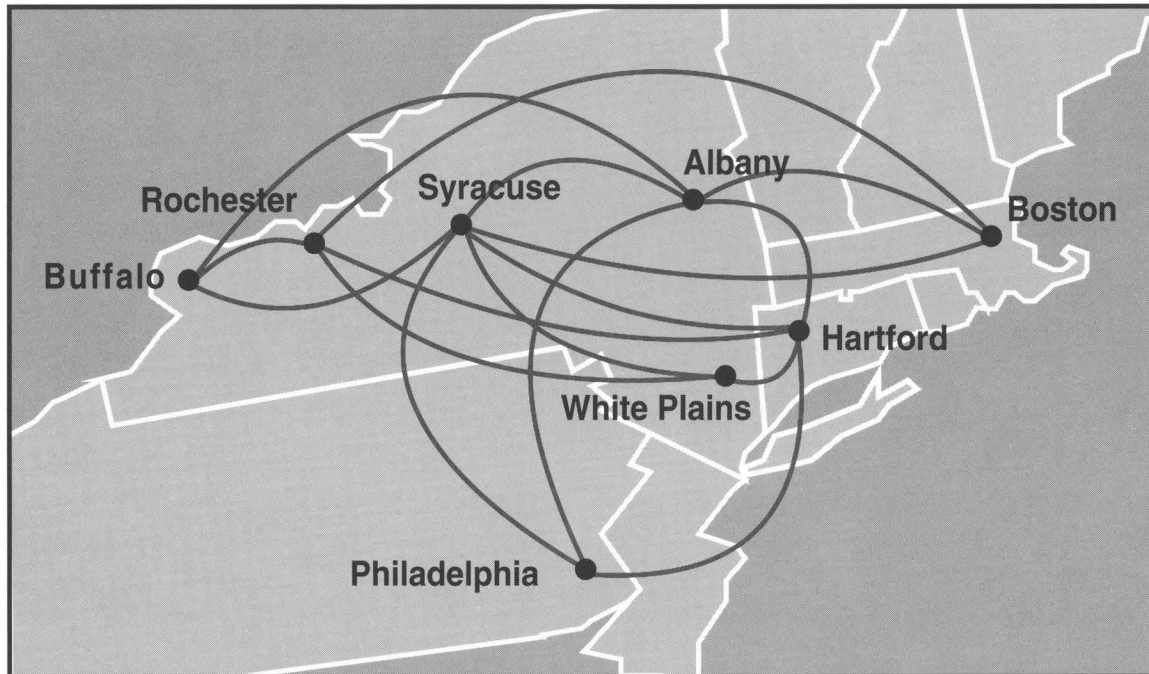 Albany
Syracuse
Rochester
Boston
Buffalo
Hartford
White Plains
Philadelphia